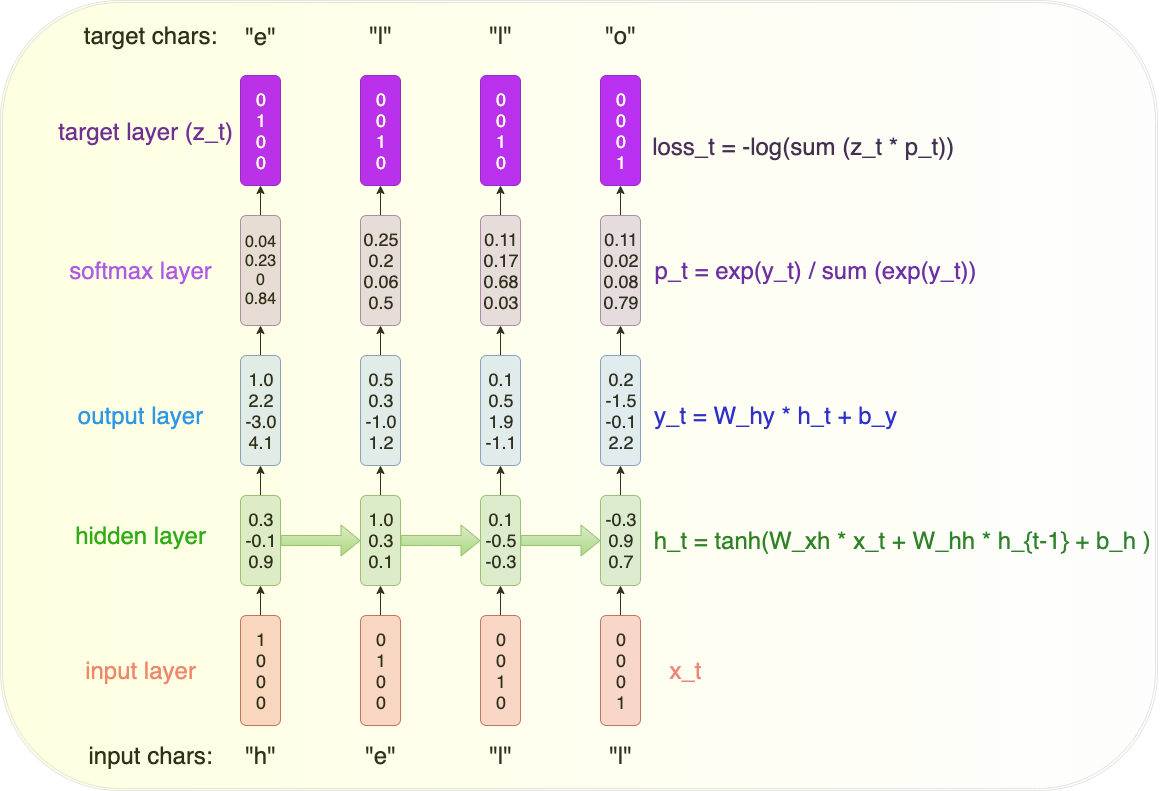 target chars: "e" "l" "l" "o"
target layer (z_t)
0 0 0 0
1 0 0 0
0 1 1 0
0 0 0 1
loss_t = -log(sum (z_t * p_t))
softmax layer
0.04 0.25 0.11 0.11
0.23 0.2 0.17 0.02
0 0.06 0.68 0.08
0.84 0.5 0.03 0.79
p_t = exp(y_t) / sum (exp(y_t))
output layer
1.0 0.5 0.1 0.2
2.2 0.3 0.5 -1.5
-3.0 -1.0 1.9 -0.1
4.1 1.2 -1.1 2.2
y_t = W_hy * h_t + b_y
hidden layer
0.3 1.0 0.1 -0.3
-0.1 0.3 -0.5 0.9
0.9 0.1 -0.3 0.7
h_t = tanh(W_xh * x_t + W_hh * h_{t-1} + b_h )
input layer
1 0 0 0
0 1 0 0
0 0 1 0
0 0 0 1
x_t
input chars: "h" "e" "l" "l"